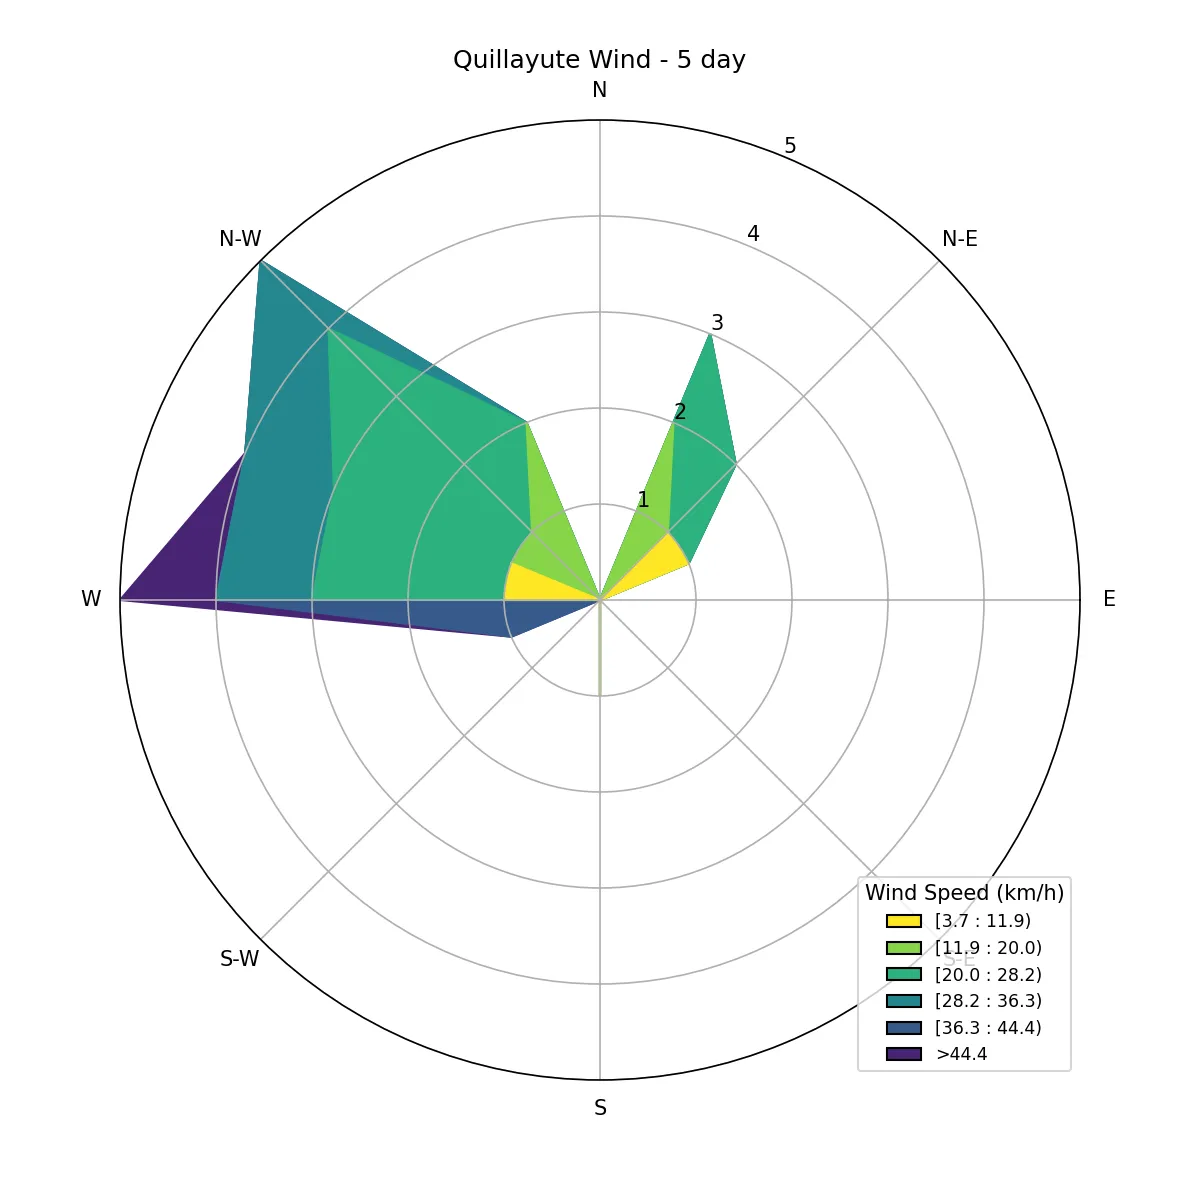 Quillayute Wind - 5 day
N
5
N-W
4
N-E
3
2
1
W
E
Wind Speed (km/h)
[3.7 : 11.9)
[11.9 : 20.0)
S-W
S-E
[20.0 : 28.2)
[28.2 : 36.3)
[36.3 : 44.4)
>44.4
S